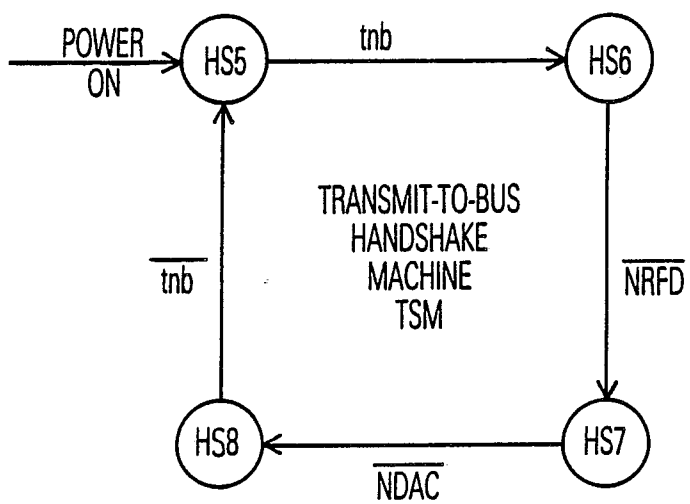 POWER
ON
HS5
tnb
HS6
TRANSMIT-TO-BUS
HANDSHAKE
MACHINE
TSM
tnb
NRFD
HS8
NDAC
HS7